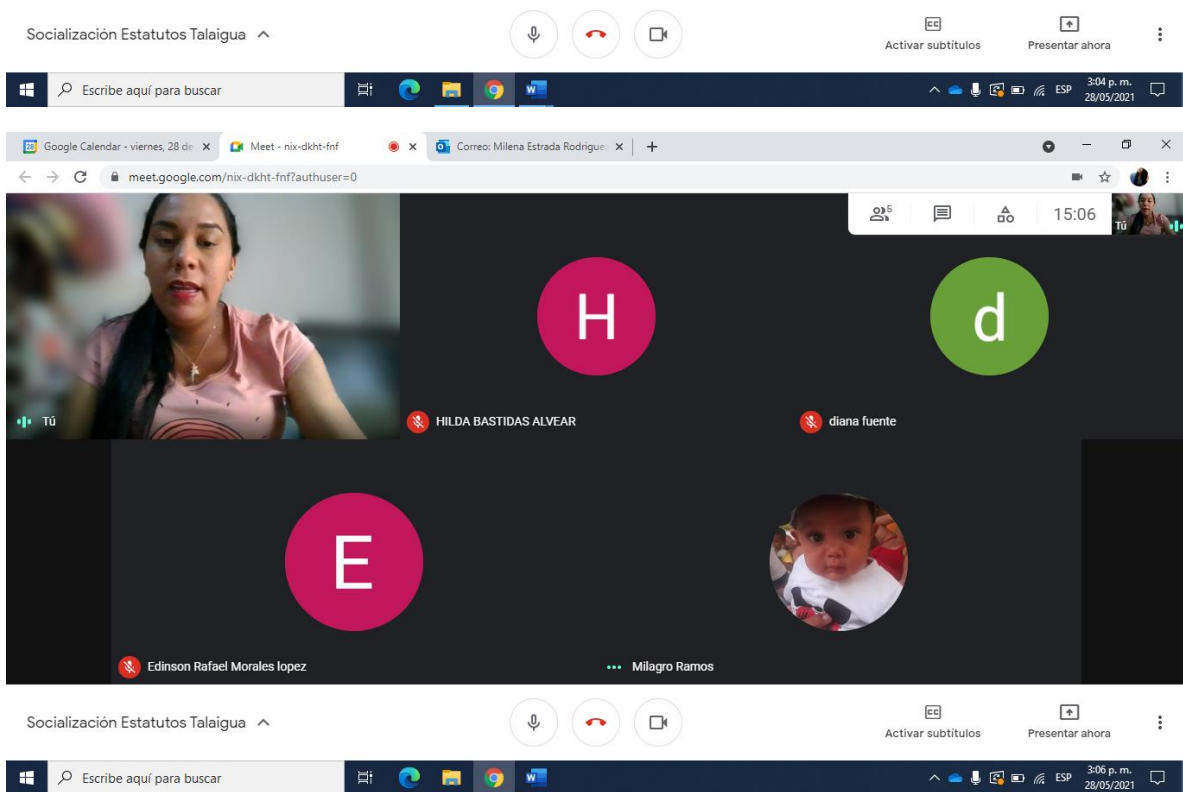 Socialización Estatutos Talaigua
CC
Activar subtítulos
Presentar ahora
Escribe aquí para buscar
W
ESP
3:04 p. m.
28/05/2021
28
Google Calendar - viernes, 28 de
Meet - nix-dkht-fnf
Correo: Milena Estrada Rodrigue
meet.google.com/nix-dkht-fnf?authuser=0
5
15:06
Tú
H
d
Tú
HILDA BASTIDAS ALVEAR
diana fuente
E
Edinson Rafael Morales lopez
Milagro Ramos
Socialización Estatutos Talaigua
CC
Activar subtítulos
Presentar ahora
Escribe aquí para buscar
W
ESP
3:06 p. m.
28/05/2021